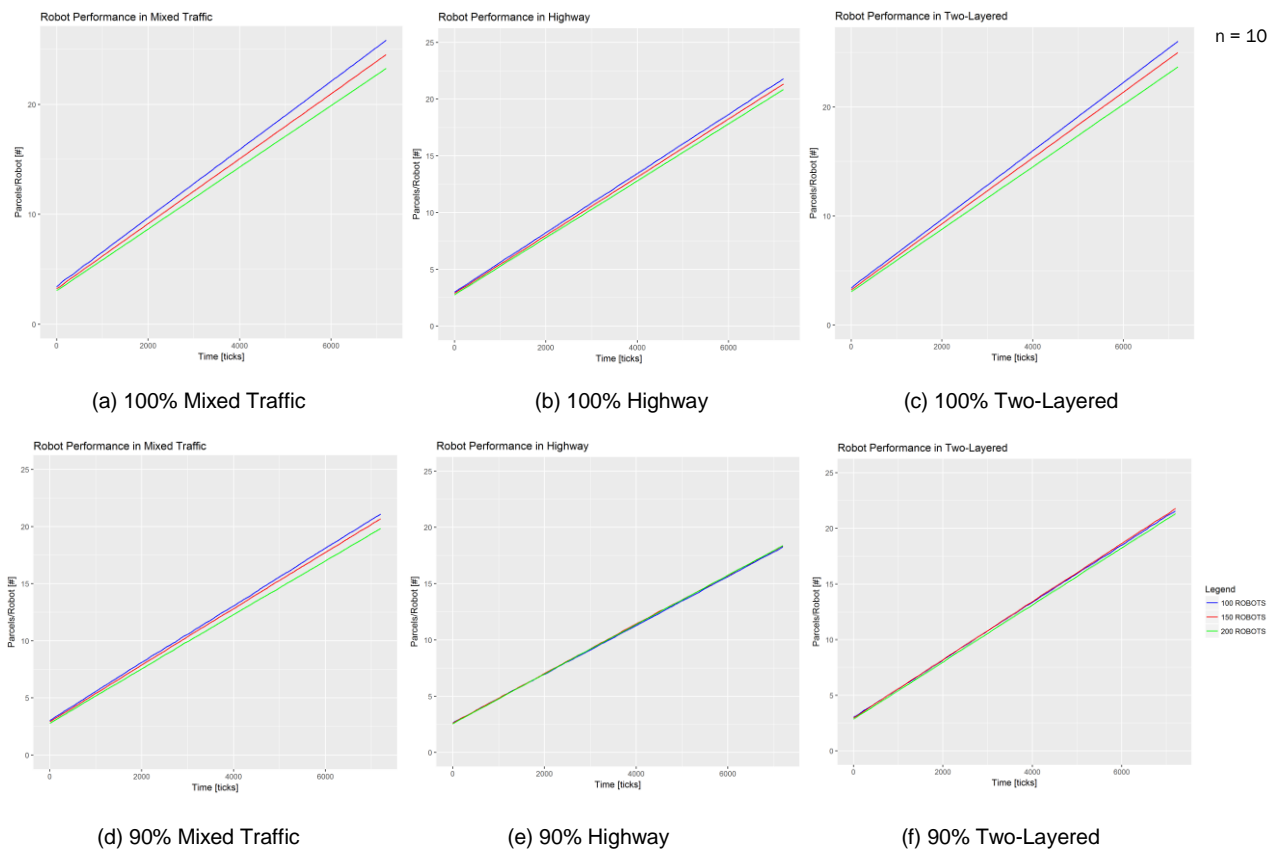 Robot Performance in Mixed Traffic
20
10
0
Parcels/Robot [#]
0 2000 4000 6000
Time [ticks]
(a) 100% Mixed Traffic
Robot Performance in Highway
25
20
15
10
5
0
Parcels/Robot [#]
0 2000 4000 6000
Time [ticks]
(b) 100% Highway
Robot Performance in Two-Layered
20
10
0
Parcels/Robot [#]
0 2000 4000 6000
Time [ticks]
(c) 100% Two-Layered
n = 10
Robot Performance in Mixed Traffic
25
20
15
10
5
0
Parcels/Robot [#]
0 2000 4000 6000
Time [ticks]
(d) 90% Mixed Traffic
Robot Performance in Highway
25
20
15
10
5
0
Parcels/Robot [#]
0 2000 4000 6000
Time [ticks]
(e) 90% Highway
Robot Performance in Two-Layered
25
20
15
10
5
0
Parcels/Robot [#]
0 2000 4000 6000
Time [ticks]
(f) 90% Two-Layered
Legend
100 ROBOTS
150 ROBOTS
200 ROBOTS